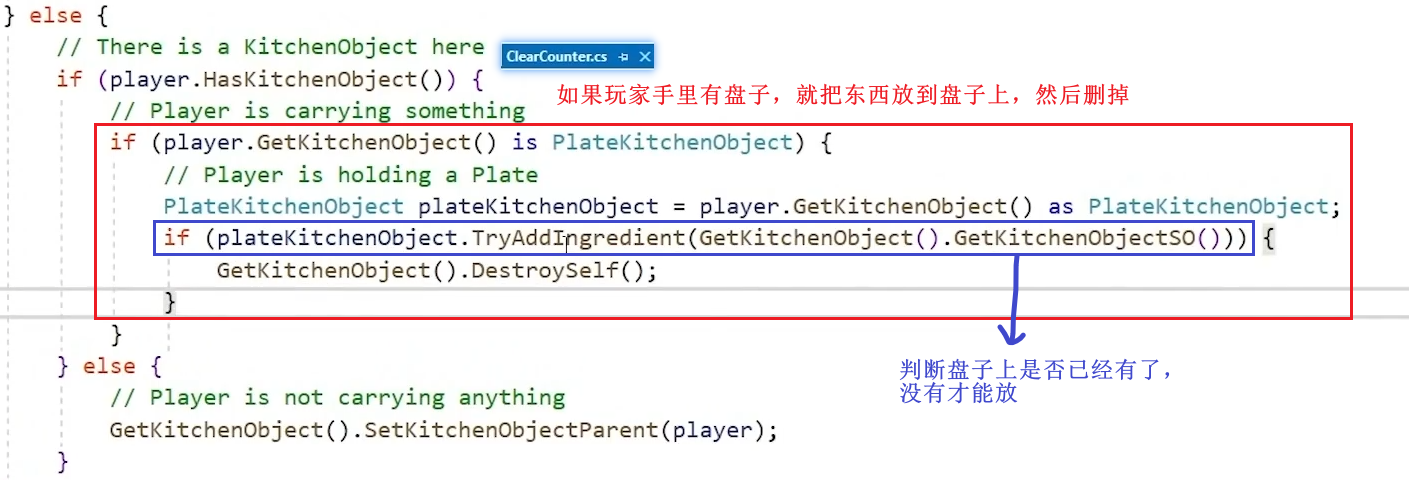 } else {
// There is a KitchenObject here
ClearCounter.cs
if (player.HasKitchenObject()) {
如果玩家手里有盘子，就把东西放到盘子上，然后删掉
// Player is carrying something
if (player.GetKitchenObject() is PlateKitchenObject) {
// Player is holding a Plate
PlateKitchenObject plateKitchenObject = player.GetKitchenObject() as PlateKitchenObject;
if (plateKitchenObject.TryAddIngredient(GetKitchenObject().GetKitchenObjectSO())) {
GetKitchenObject().DestroySelf();
}
}
} else {
判断盘子上是否已经有了，
没有才能放
// Player is not carrying anything
GetKitchenObject().SetKitchenObjectParent(player);
}